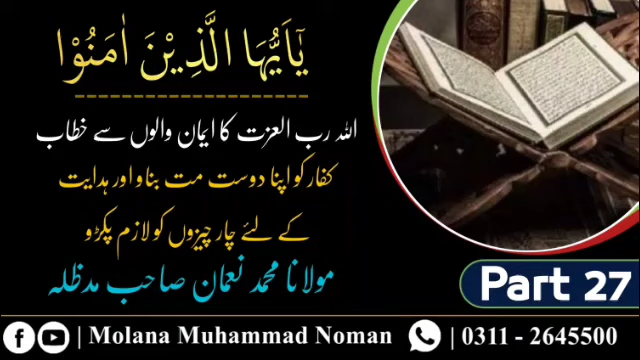 يٰۤاَيُّهَا الَّذِيْنَ اٰمَنُوْا
اللہ رب العزت کا ایمان والوں سے خطاب
کفار کو اپنا دوست مت بناو اور ہدایت
کے لئے چار چیزوں کو لازم پکڑو
مولانا محمد نعمان صاحب مدظلہ
Part 27
| Molana Muhammad Noman | 0311 - 2645500